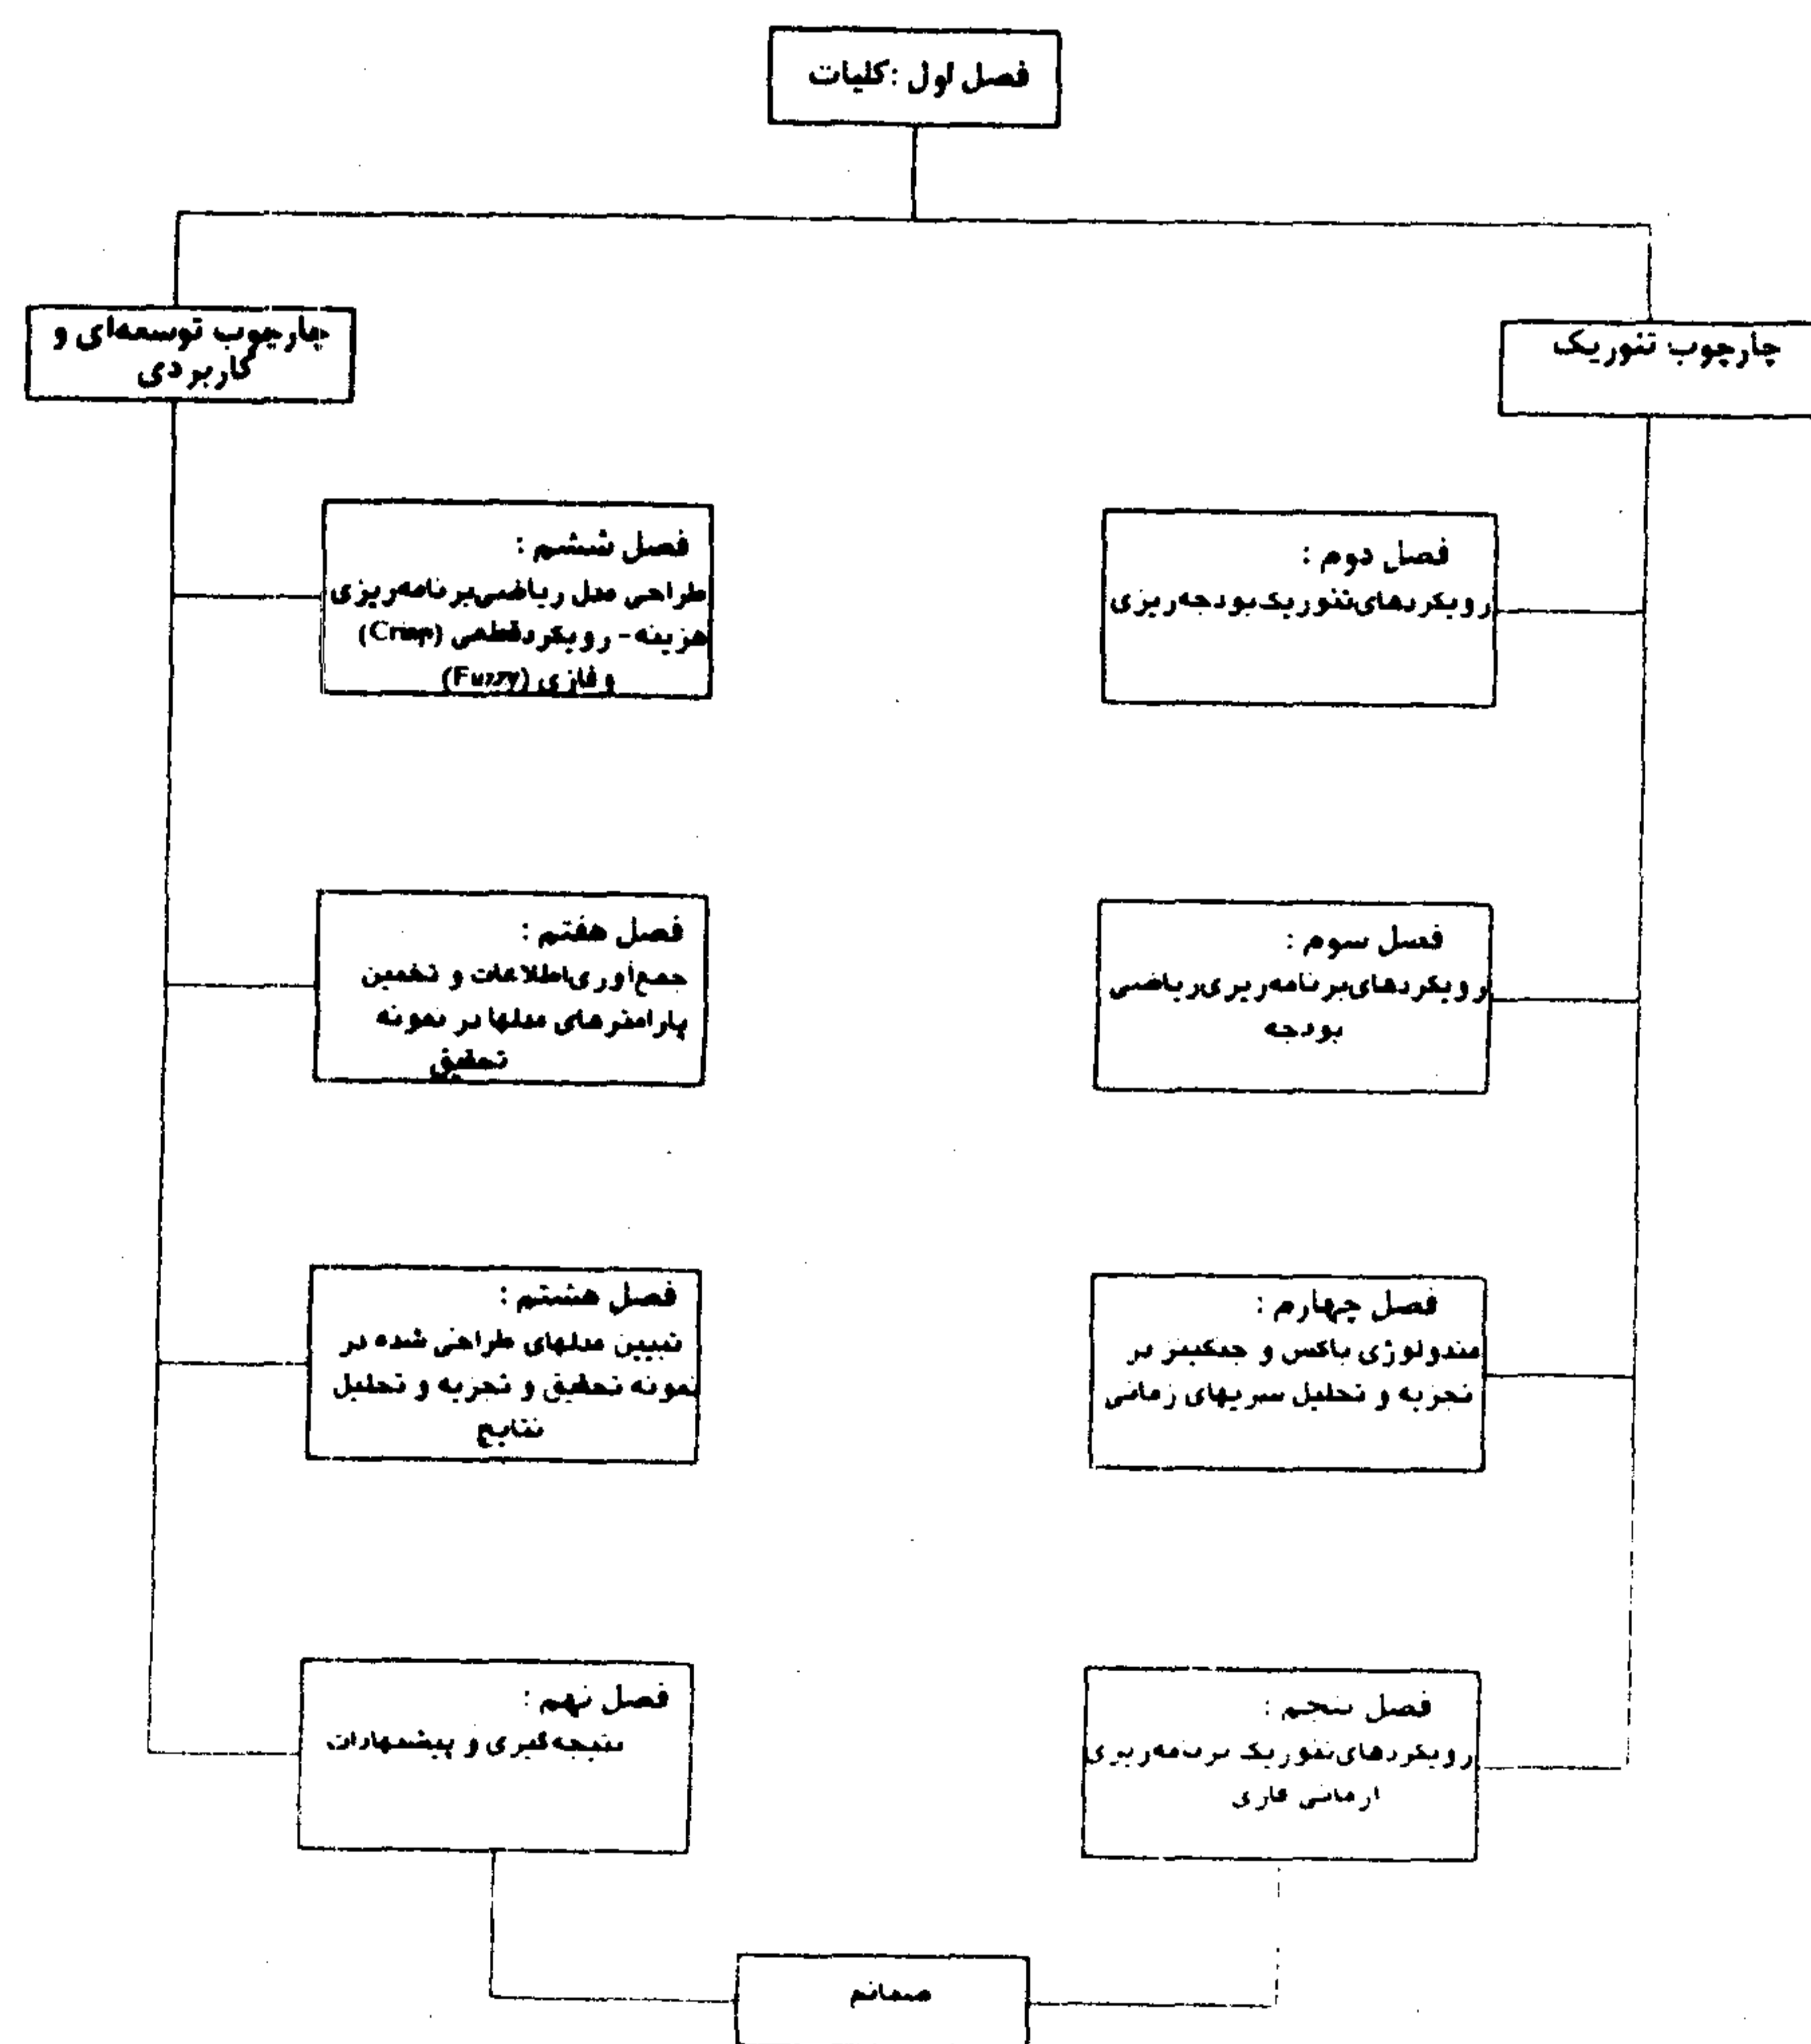 فصل اول : کلیات
چارچوب تئوریک
چارچوب توسعه‌ای و
کاربردی
فصل دوم :
رویکردهای تئوریک بودجه‌ریزی
فصل سوم :
رویکردهای برنامه‌ریزی ریاضی
بودجه
فصل چهارم :
متدولوژی باکس و جنکینز در
تجزیه و تحلیل سریهای زمانی
فصل پنجم :
رویکردهای تئوریک برنامه‌ریزی
آرمانی فازی
فصل ششم :
طراحی مدل ریاضی برنامه‌ریزی
هزینه - رویکرد قطعی (Crisp)
و فازی (Fuzzy)
فصل هفتم :
جمع‌آوری اطلاعات و تخمین
پارامترهای مدلها در نمونه
تحقیق
فصل هشتم :
تبیین مدلهای طراحی شده در
نمونه تحقیق و تجزیه و تحلیل
نتایج
فصل نهم :
نتیجه‌گیری و پیشنهادات
ضمائم